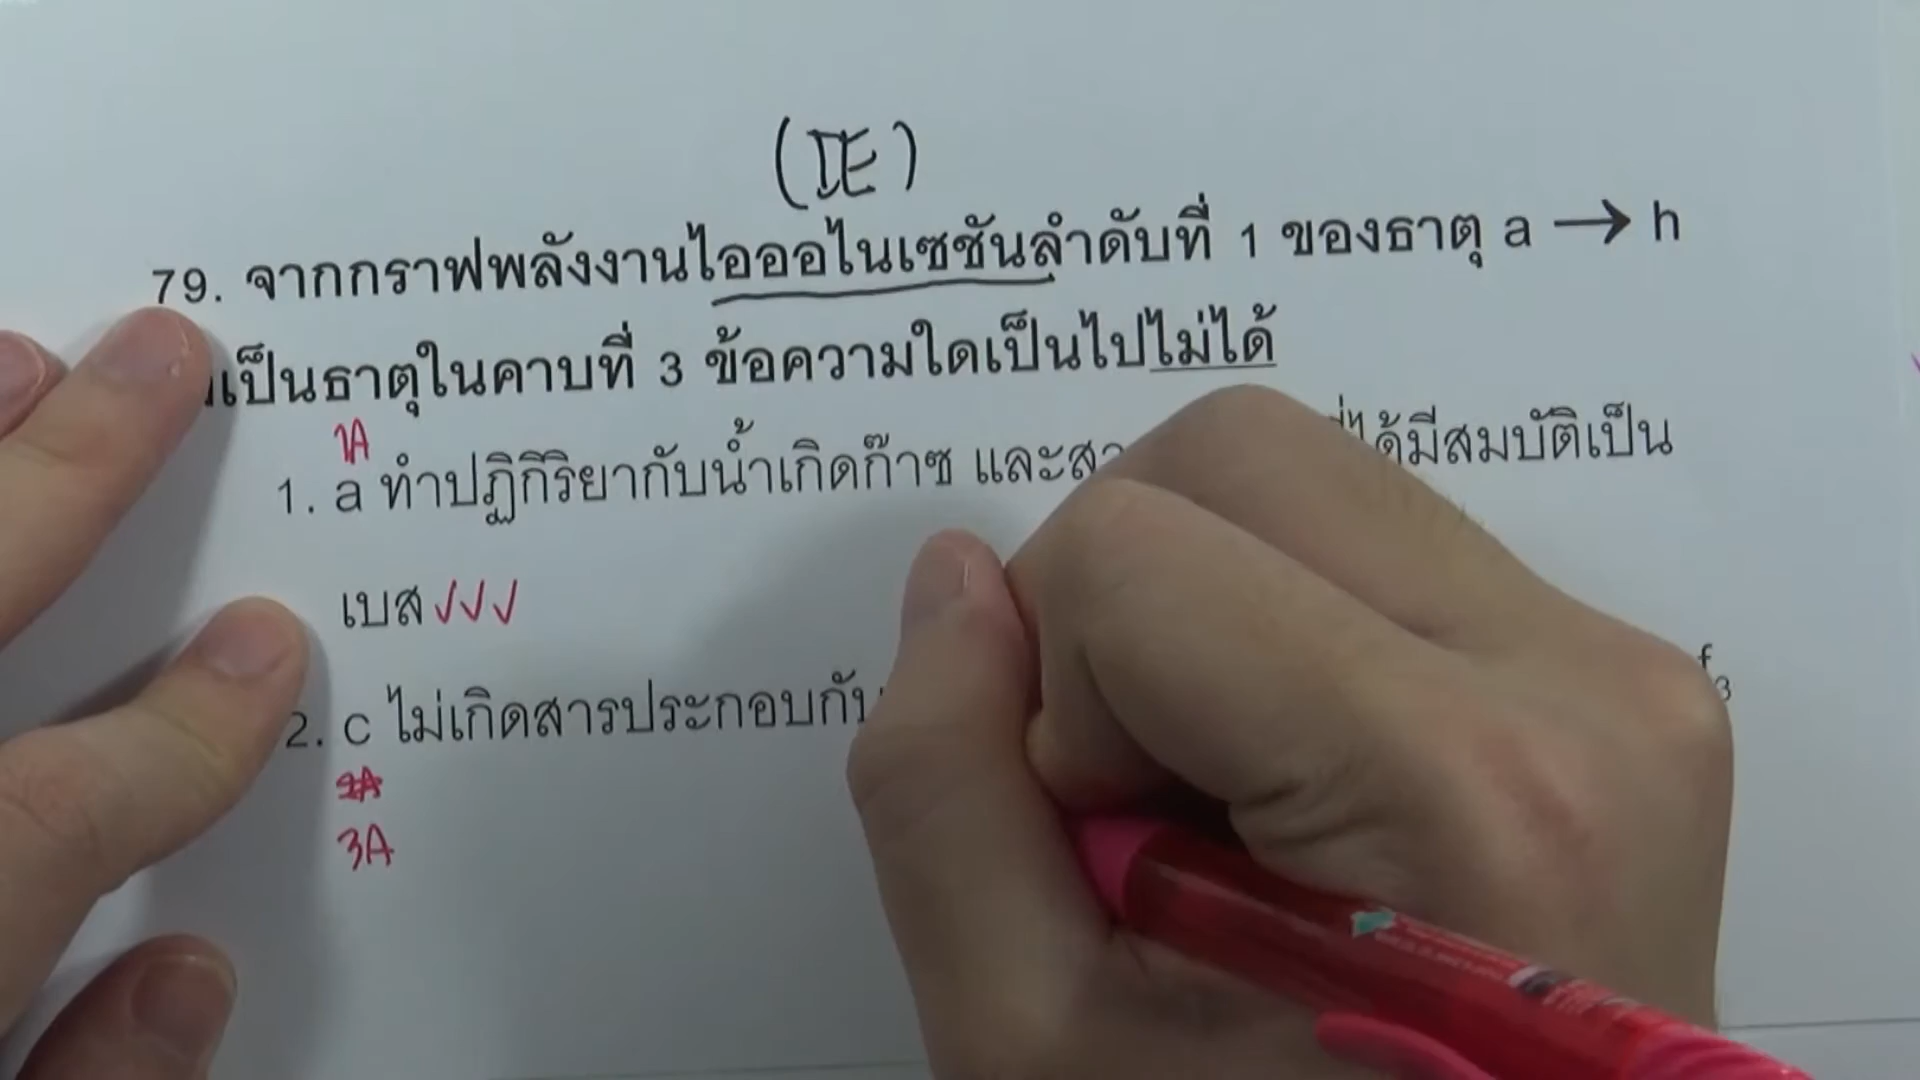 (IE)
79. จากกราฟพลังงานไอออไนเซชันลำดับที่ 1 ของธาตุ a → h
เป็นธาตุในคาบที่ 3 ข้อความใดเป็นไปไม่ได้
1A
1. a ทำปฏิกิริยากับน้ำเกิดก๊าซ และ ได้มีสมบัติเป็น
เบส ✓✓✓
2. c ไม่เกิดสารประกอบกับ f 3
3A